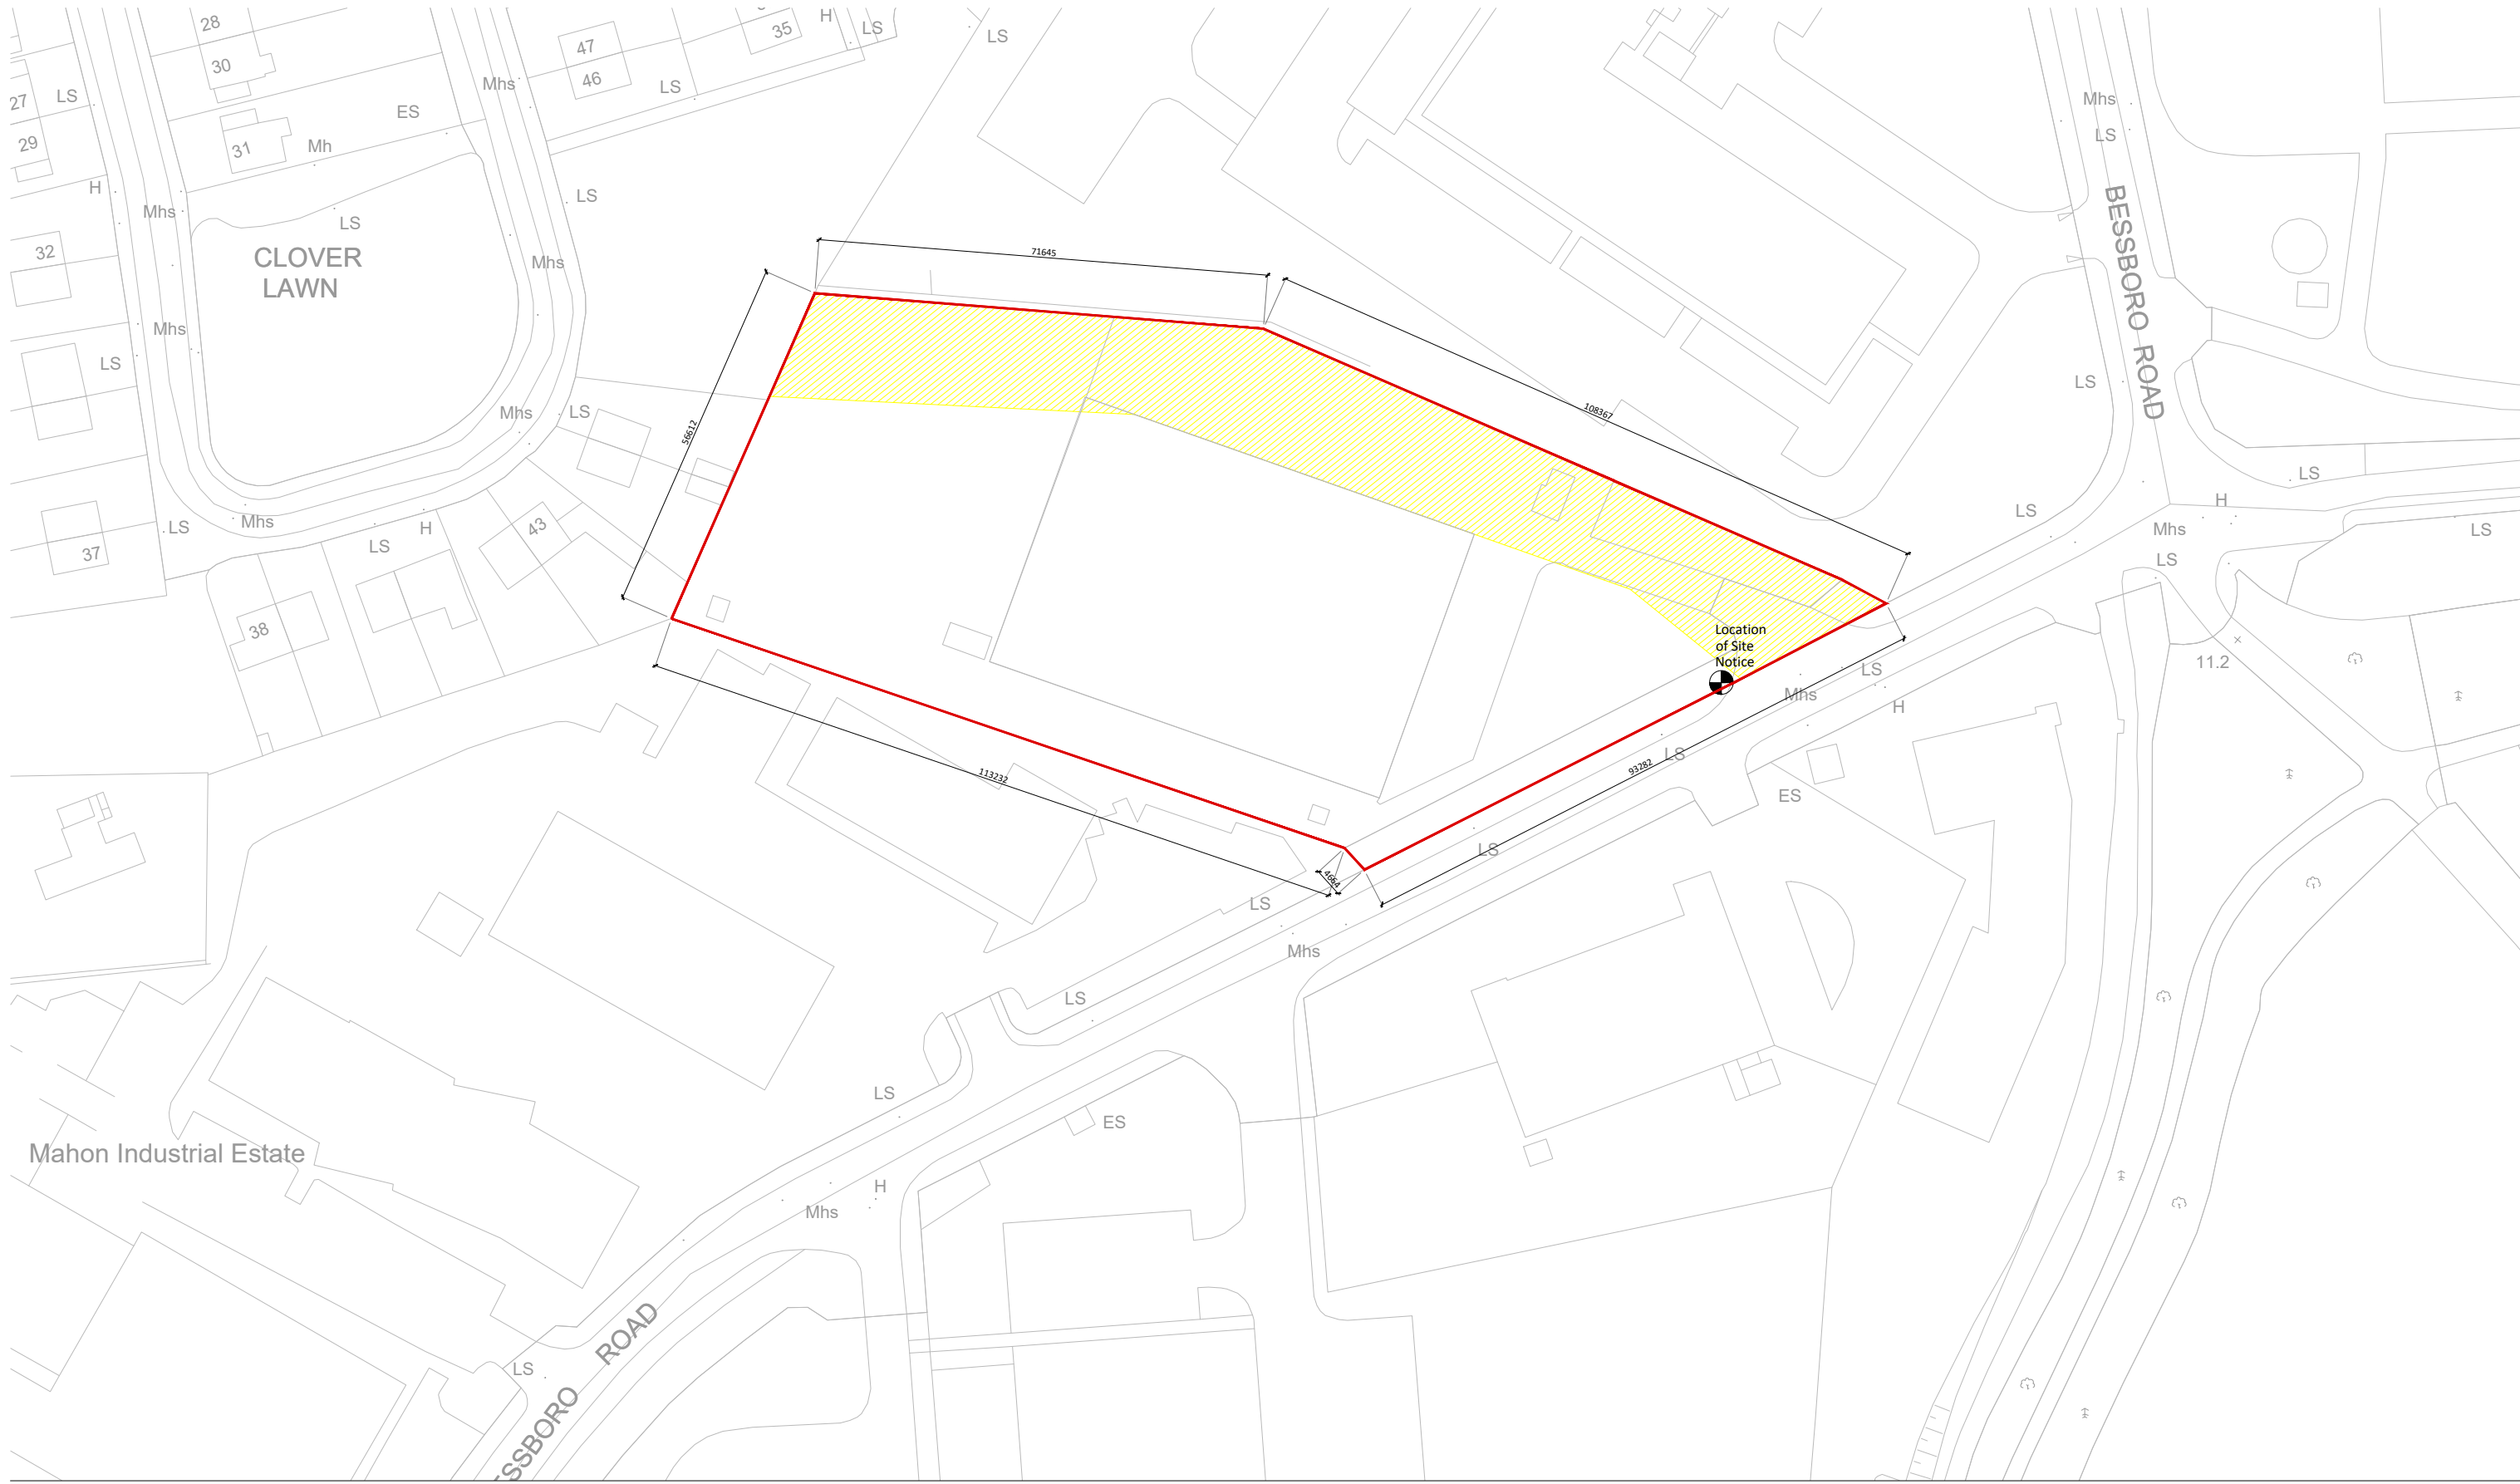 28
30
27
29
LS
31
ES
Mh
H
Mhs
LS
CLOVER
LAWN
32
Mhs
LS
37
LS
Mhs
38
LS
H
43
Mhs
LS
Mhs
LS
Mhs
47
46
35
LS
H
LS
LS
71645
56612
108367
113232
4664
93282
Location
of Site
Notice
BESSBORO ROAD
Mhs
LS
LS
LS
H
Mhs
LS
LS
LS
11.2
LS
Mhs
H
LS
ES
LS
LS
Mhs
LS
LS
ES
H
Mhs
Mahon Industrial Estate
LS
ROAD
SSBORO